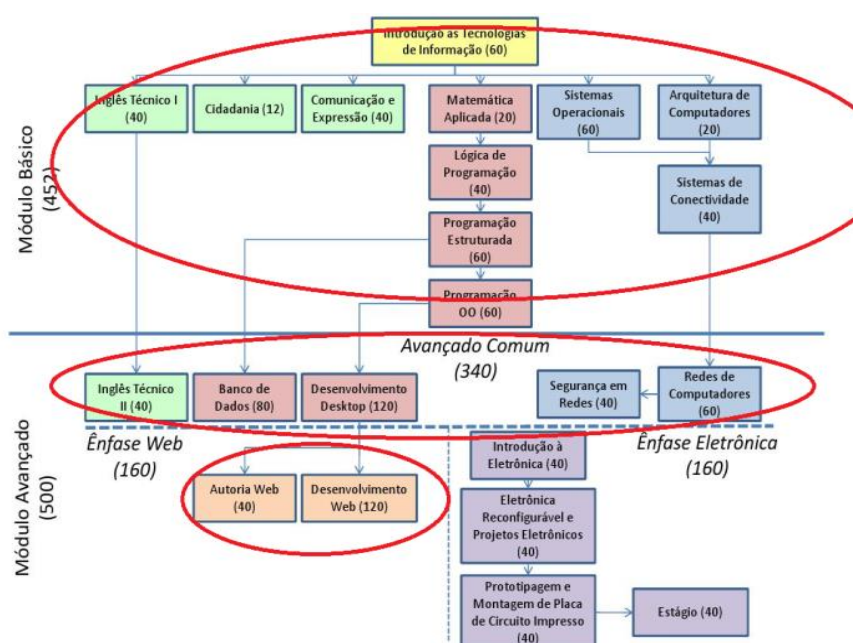 Introdução as Tecnologias
de Informação (60)
Inglês Técnico I
(40)
Cidadania (12)
Comunicação e
Expressão (40)
Matemática
Aplicada (20)
Sistemas
Operacionais
(60)
Arquitetura de
Computadores
(20)
Lógica de
Programação
(40)
Sistemas de
Conectividade
(40)
Programação
Estruturada
(60)
Programação
OO (60)
Módulo Básico
(452)
Avançado Comum
(340)
Inglês Técnico
II (40)
Banco de
Dados (80)
Desenvolvimento
Desktop (120)
Segurança em
Redes (40)
Redes de
Computadores
(60)
Ênfase Web
(160)
Ênfase Eletrônica
(160)
Módulo Avançado
(500)
Autoria Web
(40)
Desenvolvimento
Web (120)
Introdução à
Eletrônica (40)
Eletrônica
Reconfigurável e
Projetos Eletrônicos
(40)
Prototipagem e
Montagem de Placa
de Circuito Impresso
(40)
Estágio (40)